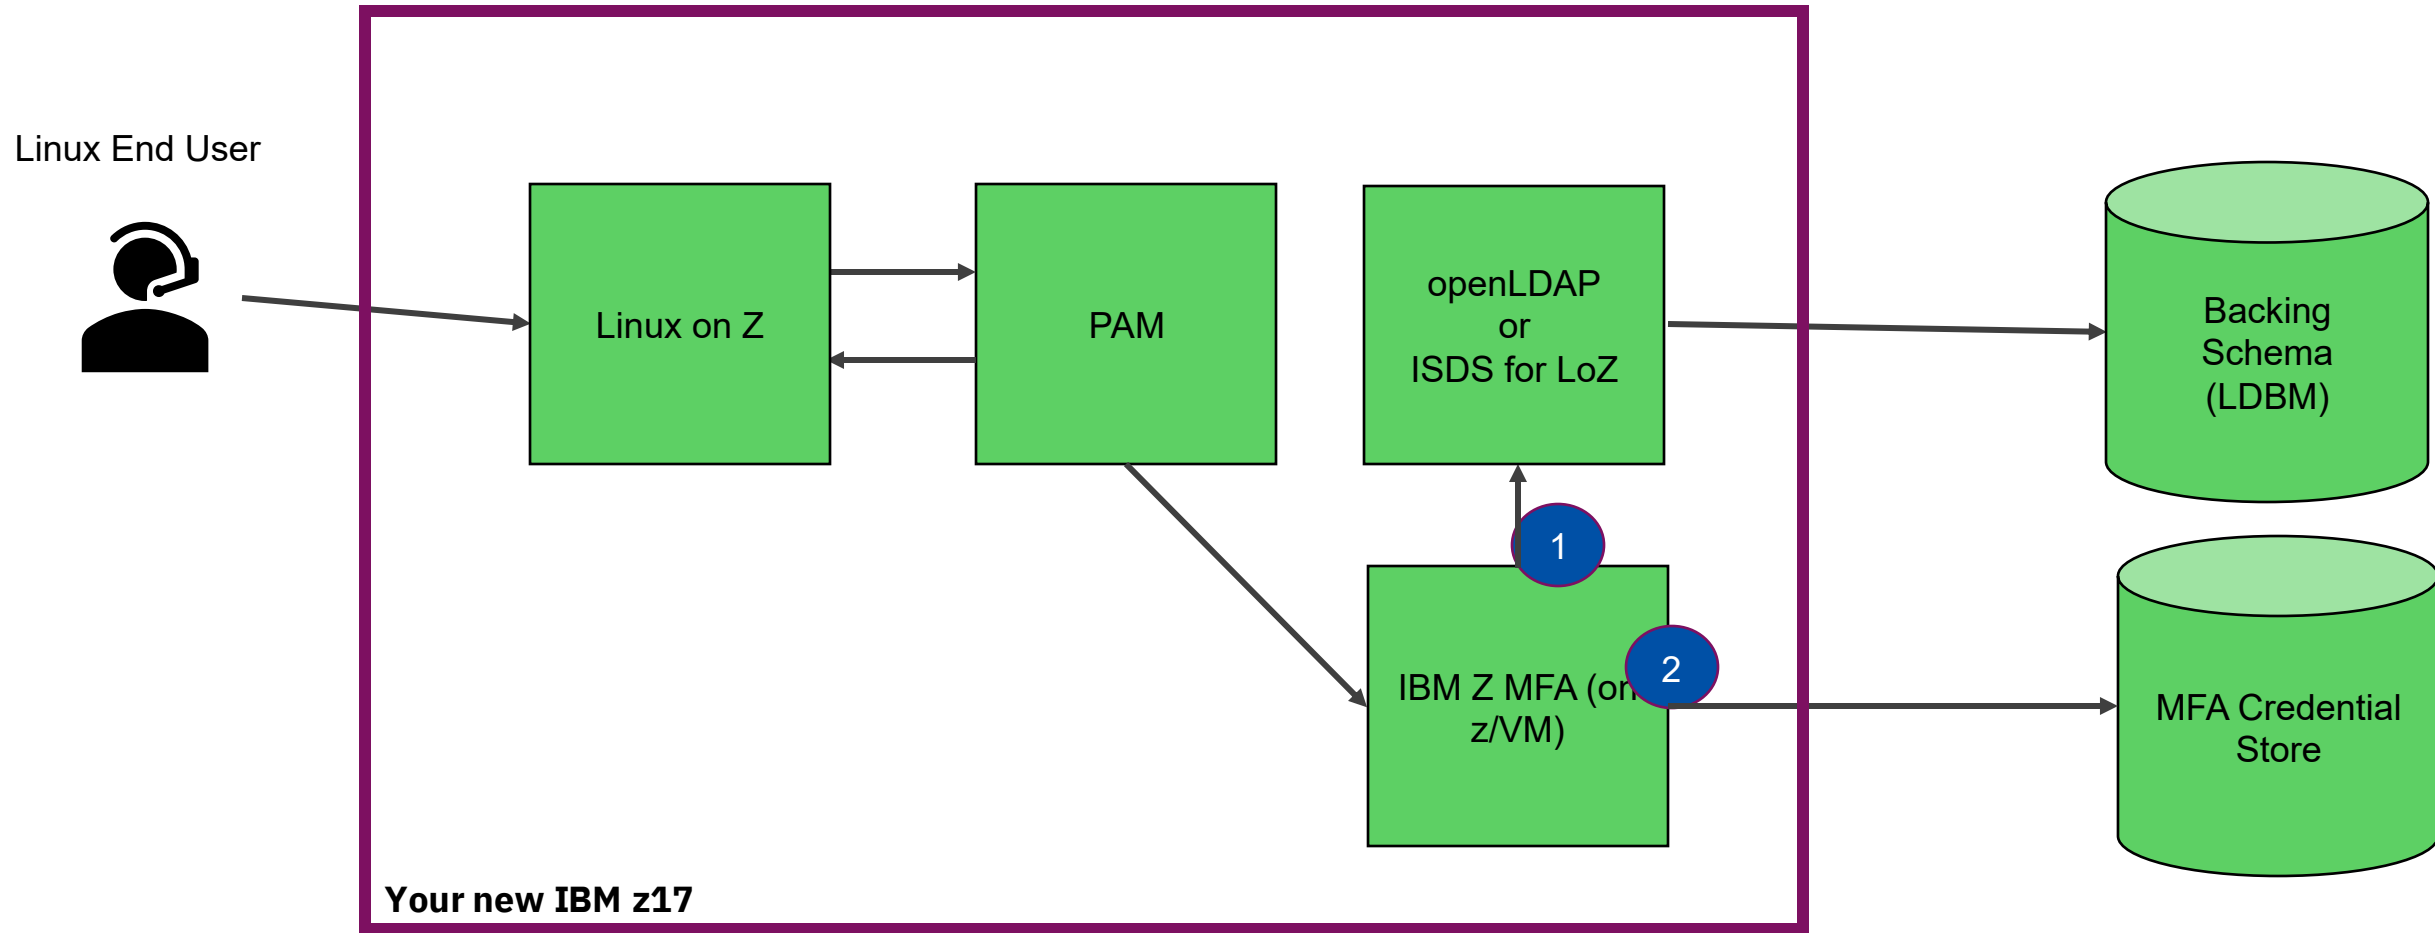 Linux End User
Linux on Z
PAM
openLDAP
or
ISDS for LoZ
Backing
Schema
(LDBM)
1
2
IBM Z MFA (on
z/VM)
MFA Credential
Store
Your new IBM z17